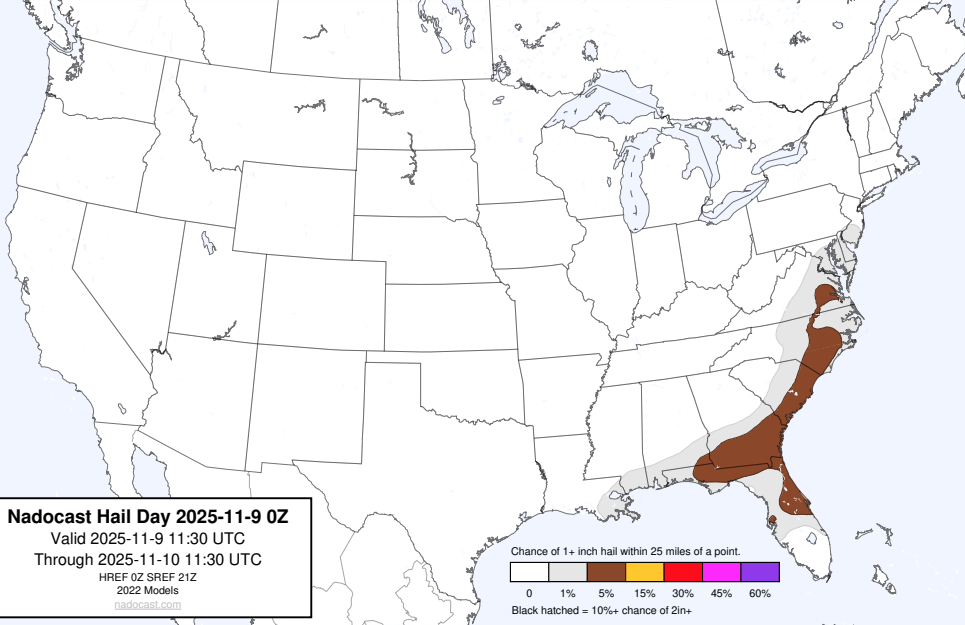 Nadocast Hail Day 2025-11-9 0Z
Valid 2025-11-9 11:30 UTC
Through 2025-11-10 11:30 UTC
HREF 0Z SREF 21Z
2022 Models
nadocast.com
Chance of 1+ inch hail within 25 miles of a point.
0 1% 5% 15% 30% 45% 60%
Black hatched = 10%+ chance of 2in+